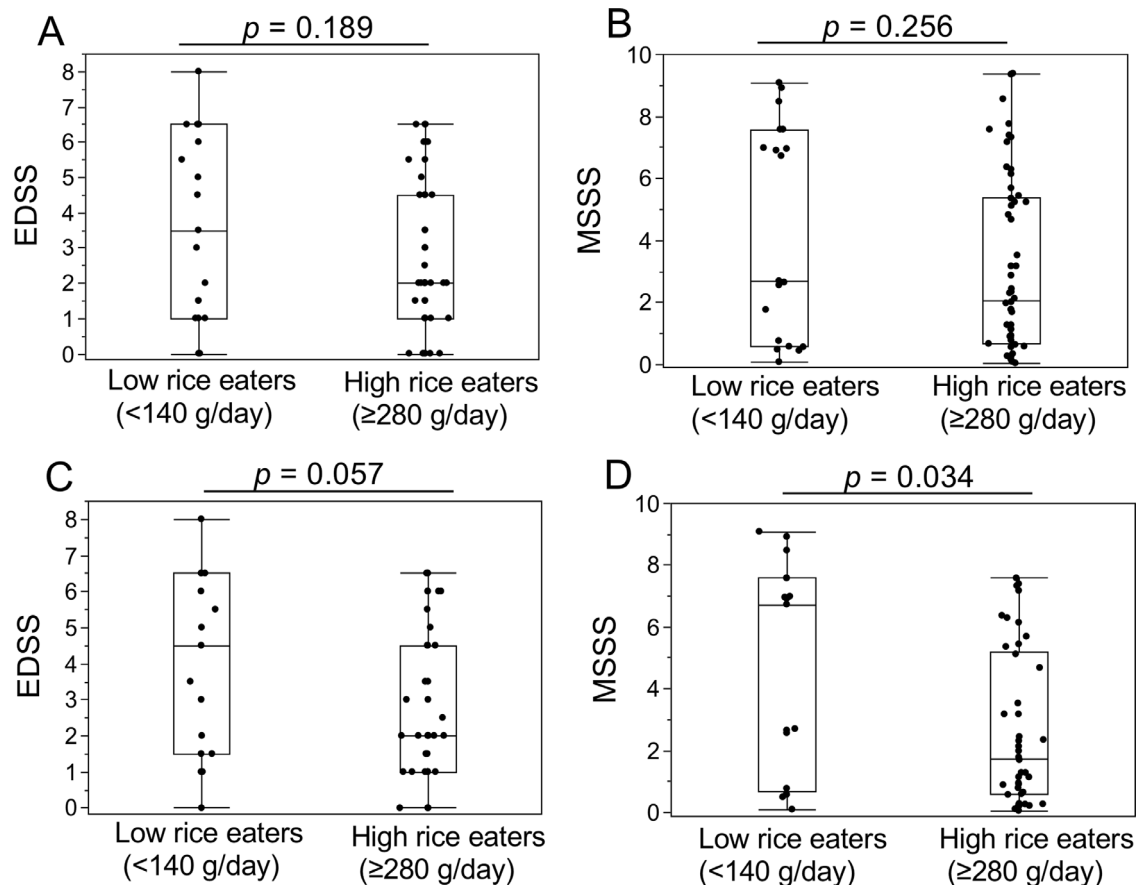 A
p = 0.189
EDSS
8
7
6
5
4
3
2
1
0
Low rice eaters
(<140 g/day)
High rice eaters
(≥280 g/day)
B
p = 0.256
MSSS
10
8
6
4
2
0
Low rice eaters
(<140 g/day)
High rice eaters
(≥280 g/day)
C
p = 0.057
EDSS
8
7
6
5
4
3
2
1
0
Low rice eaters
(<140 g/day)
High rice eaters
(≥280 g/day)
D
p = 0.034
MSSS
10
8
6
4
2
0
Low rice eaters
(<140 g/day)
High rice eaters
(≥280 g/day)